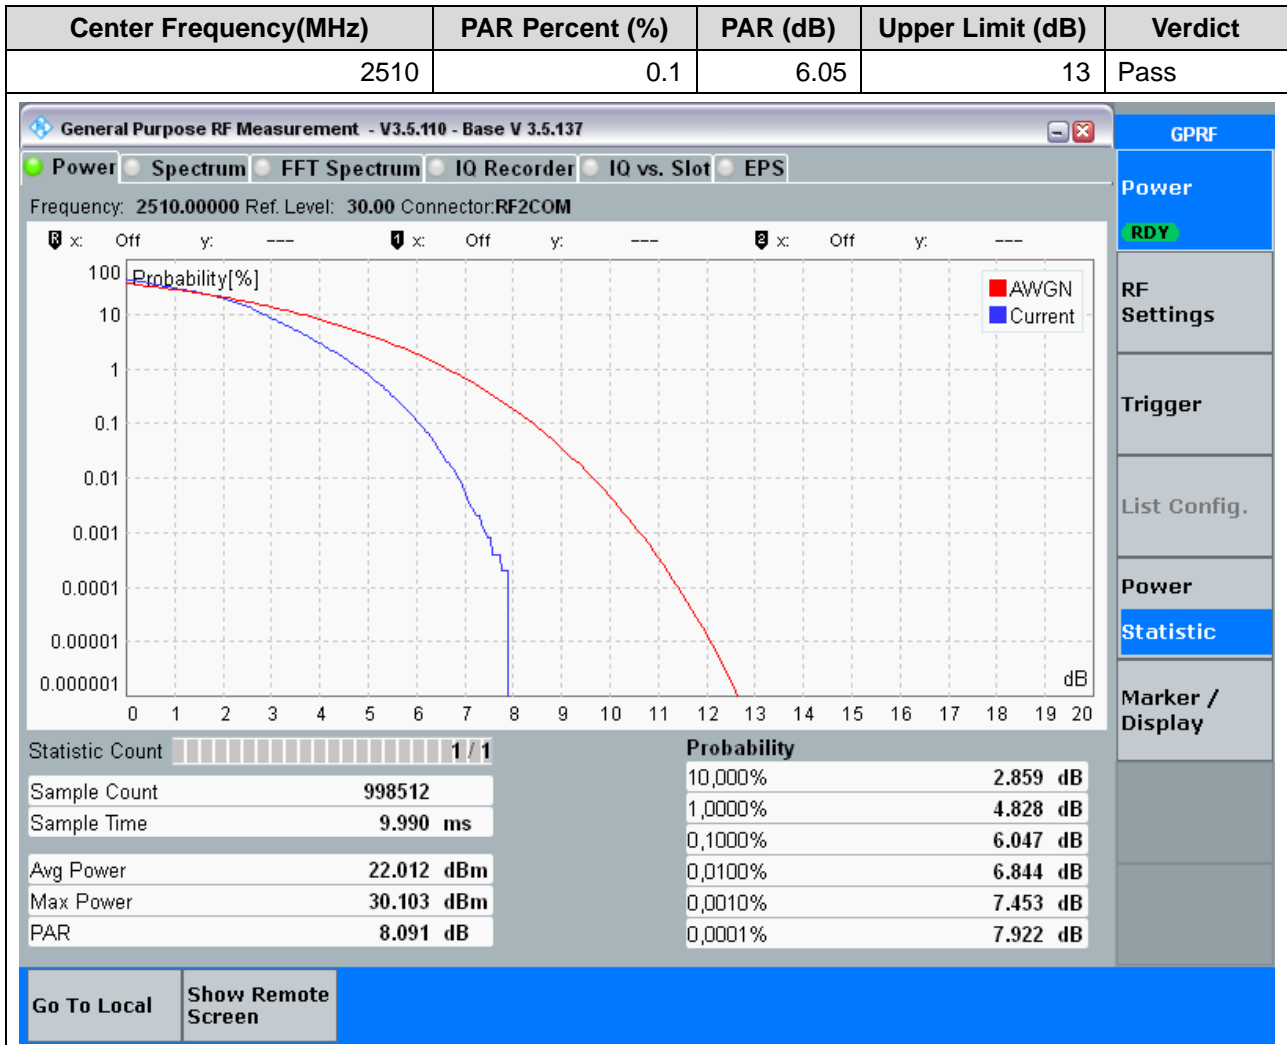 Center Frequency(MHz) PAR Percent (%) PAR (dB) Upper Limit (dB) Verdict
2510 0.1 6.05 13 Pass
General Purpose RF Measurement - V3.5.110 - Base V 3.5.137
GPRF
Power Spectrum FFT Spectrum IQ Recorder IQ vs. Slot EPS
Power
RDY
Frequency: 2510.00000 Ref. Level: 30.00 Connector:RF2COM
R x: Off y: --- 1 x: Off y: --- 2 x: Off y: ---
Probability[%]
AWGN
Current
100
10
1
0.1
0.01
0.001
0.0001
0.00001
0.000001
dB
0 1 2 3 4 5 6 7 8 9 10 11 12 13 14 15 16 17 18 19 20
RF
Settings
Trigger
List Config.
Power
Statistic
Marker /
Display
Statistic Count 1 / 1
Sample Count 998512
Sample Time 9.990 ms
Avg Power 22.012 dBm
Max Power 30.103 dBm
PAR 8.091 dB
Probability
10,000% 2.859 dB
1,0000% 4.828 dB
0,1000% 6.047 dB
0,0100% 6.844 dB
0,0010% 7.453 dB
0,0001% 7.922 dB
Go To Local
Show Remote
Screen